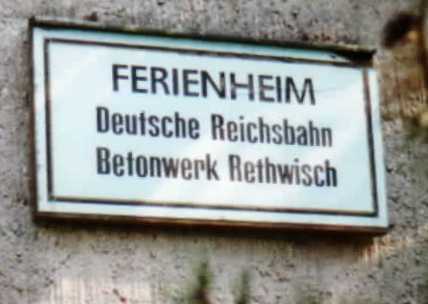 FERIENHEIM
Deutsche Reichsbahn
Betonwerk Rethwisch